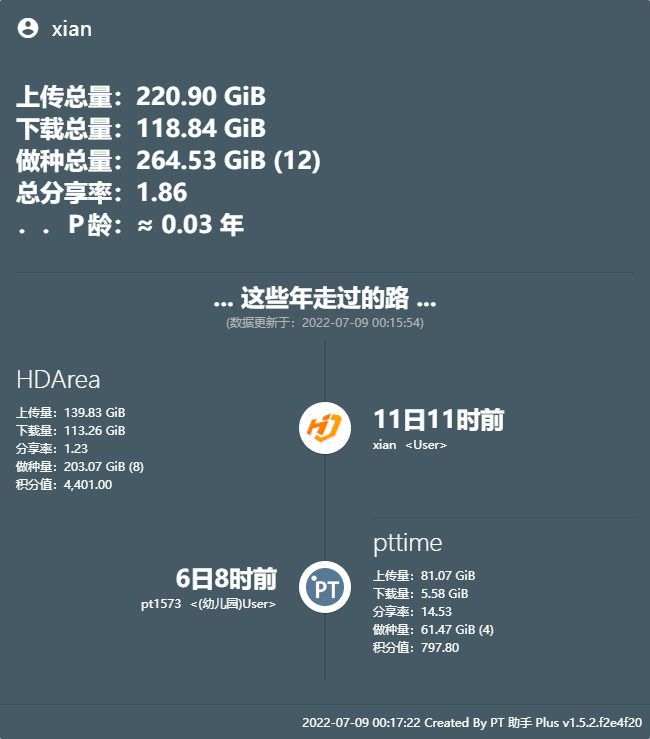 xian
上传总量：220.90 GiB
下载总量：118.84 GiB
做种总量：264.53 GiB (12)
总分享率：1.86
．．P龄：≈ 0.03 年
... 这些年走过的路 ...
(数据更新于：2022-07-09 00:15:54)
HDArea
上传量：139.83 GiB
下载量：113.26 GiB
分享率：1.23
做种量：203.07 GiB (8)
积分值：4,401.00
HD
11日11时前
xian <User>
6日8时前
pt1573 <(幼儿园)User>
PT
pttime
上传量：81.07 GiB
下载量：5.58 GiB
分享率：14.53
做种量：61.47 GiB (4)
积分值：797.80
2022-07-09 00:17:22 Created By PT 助手 Plus v1.5.2.f2e4f20